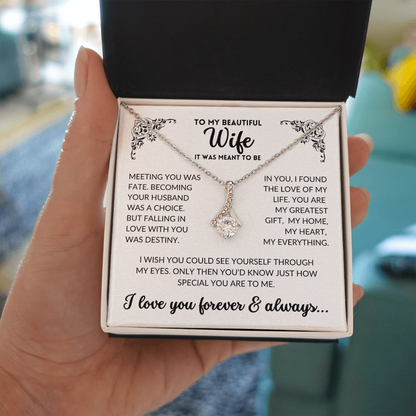 TO MY BEAUTIFUL
Wife
IT WAS MEANT TO BE
MEETING YOU WAS
FATE. BECOMING
YOUR HUSBAND
WAS A CHOICE.
BUT FALLING IN
LOVE WITH YOU
WAS DESTINY.
IN YOU, I FOUND
THE LOVE OF MY
LIFE. YOU ARE
MY GREATEST
GIFT, MY HOME,
MY HEART,
MY EVERYTHING.
I WISH YOU COULD SEE YOURSELF THROUGH
MY EYES. ONLY THEN YOU'D KNOW JUST HOW
SPECIAL YOU ARE TO ME.
I love you forever & always...